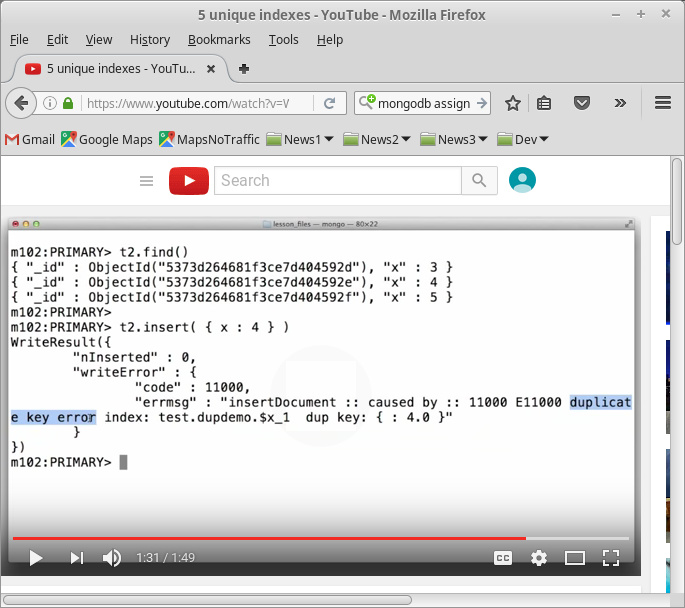 5 unique indexes - YouTube - Mozilla Firefox
File Edit View History Bookmarks Tools Help
5 unique indexes - YouTu...
https://www.youtube.com/watch?v=W
mongodb assign
Gmail Google Maps MapsNoTraffic News1 News2 News3 Dev
Search
lesson_files — mongo — 80×22
m102:PRIMARY> t2.find()
{ "_id" : ObjectId("5373d264681f3ce7d404592d"), "x" : 3 }
{ "_id" : ObjectId("5373d264681f3ce7d404592e"), "x" : 4 }
{ "_id" : ObjectId("5373d264681f3ce7d404592f"), "x" : 5 }
m102:PRIMARY>
m102:PRIMARY> t2.insert( { x : 4 } )
WriteResult({
"nInserted" : 0,
"writeError" : {
"code" : 11000,
"errmsg" : "insertDocument :: caused by :: 11000 E11000 duplicat
e key error index: test.dupdemo.$x_1  dup key: { : 4.0 }"
}
})
m102:PRIMARY>
1:31 / 1:49 CC